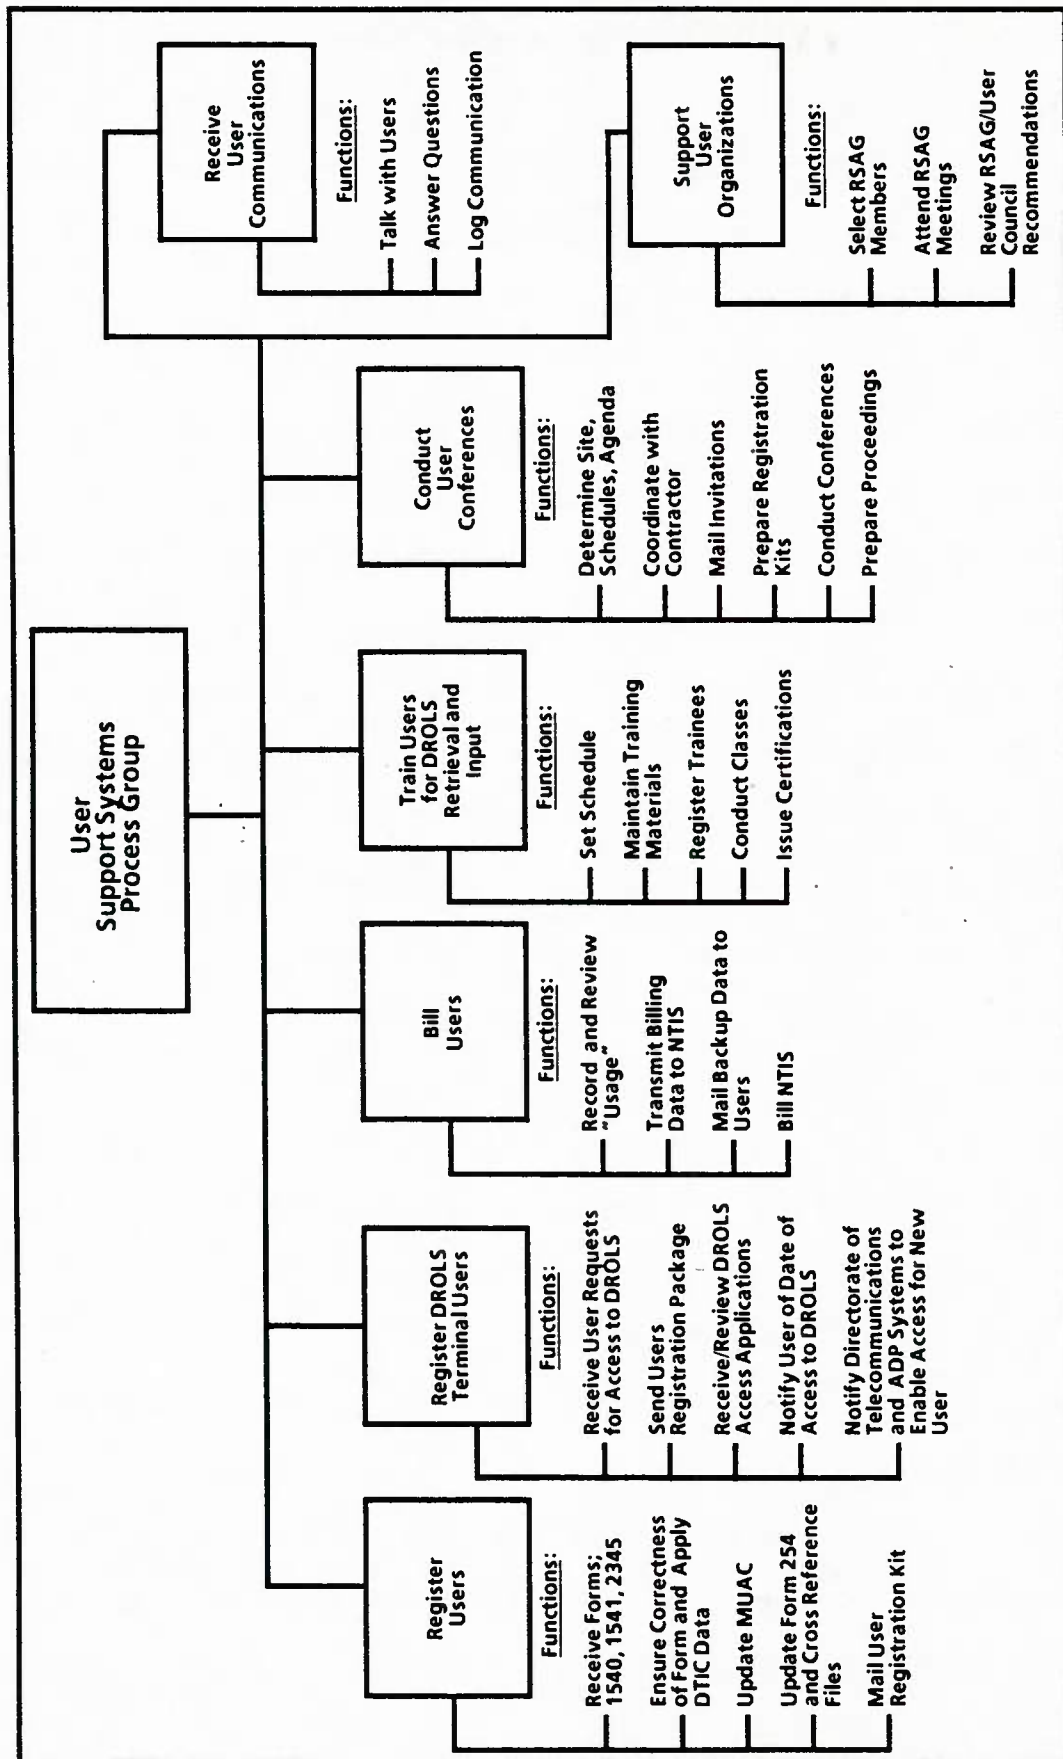 User
Support Systems
Process Group
Register
Users
Functions:
Receive Forms;
1540, 1541, 2345
Ensure Correctness
of Form and Apply
DTIC Data
Update MUAC
Update Form 254
and Cross Reference
Files
Mail User
Registration Kit
Register DROLS
Terminal Users
Functions:
Receive User Requests
for Access to DROLS
Send Users
Registration Package
Receive/Review DROLS
Access Applications
Notify User of Date of
Access to DROLS
Notify Directorate of
Telecommunications
and ADP Systems to
Enable Access for New
User
Bill
Users
Functions:
Record and Review
"Usage"
Transmit Billing
Data to NTIS
Mail Backup Data to
Users
Bill NTIS
Train Users
for DROLS
Retrieval and
Input
Functions:
Set Schedule
Maintain Training
Materials
Register Trainees
Conduct Classes
Issue Certifications
Conduct
User
Conferences
Functions:
Determine Site,
Schedules, Agenda
Coordinate with
Contractor
Mail Invitations
Prepare Registration
Kits
Conduct Conferences
Prepare Proceedings
Receive
User
Communications
Functions:
Talk with Users
Answer Questions
Log Communication
Support
User
Organizations
Functions:
Select RSAG
Members
Attend RSAG
Meetings
Review RSAG/User
Council
Recommendations